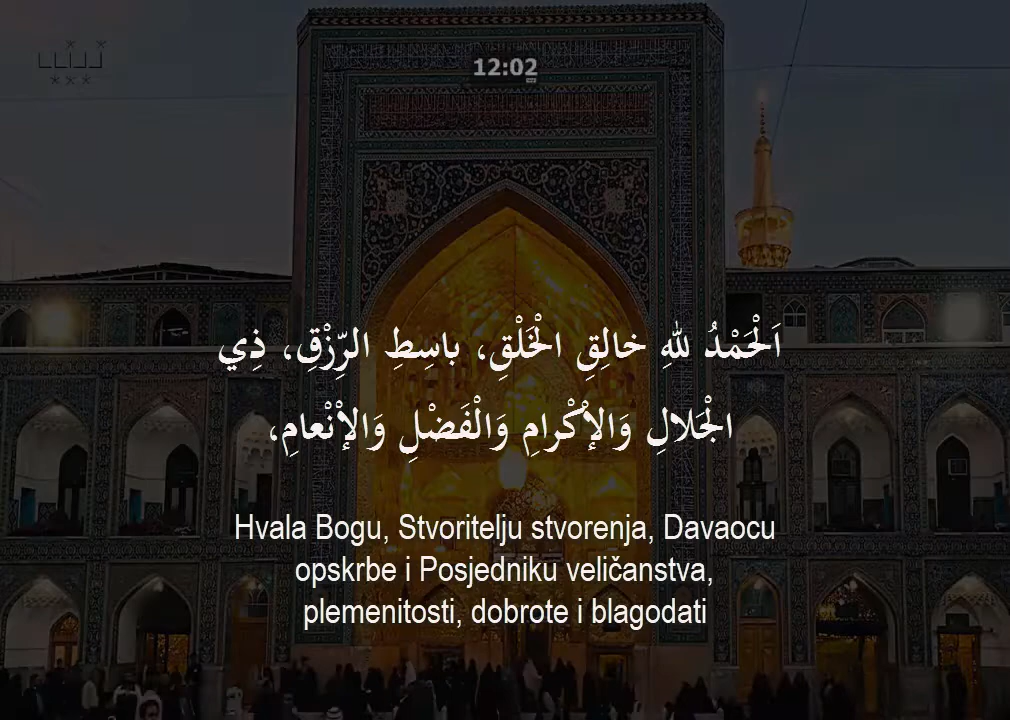 12:02
اَلْحَمْدُ للهِ خالِقِ الْخَلْقِ، باسِطِ الرِّزْقِ، ذِي
الْجَلالِ وَالإْكْرامِ وَالْفَضْلِ وَالإْنْعامِ،
Hvala Bogu, Stvoritelju stvorenja, Davaocu
opskrbe i Posjedniku veličanstva,
plemenitosti, dobrote i blagodati